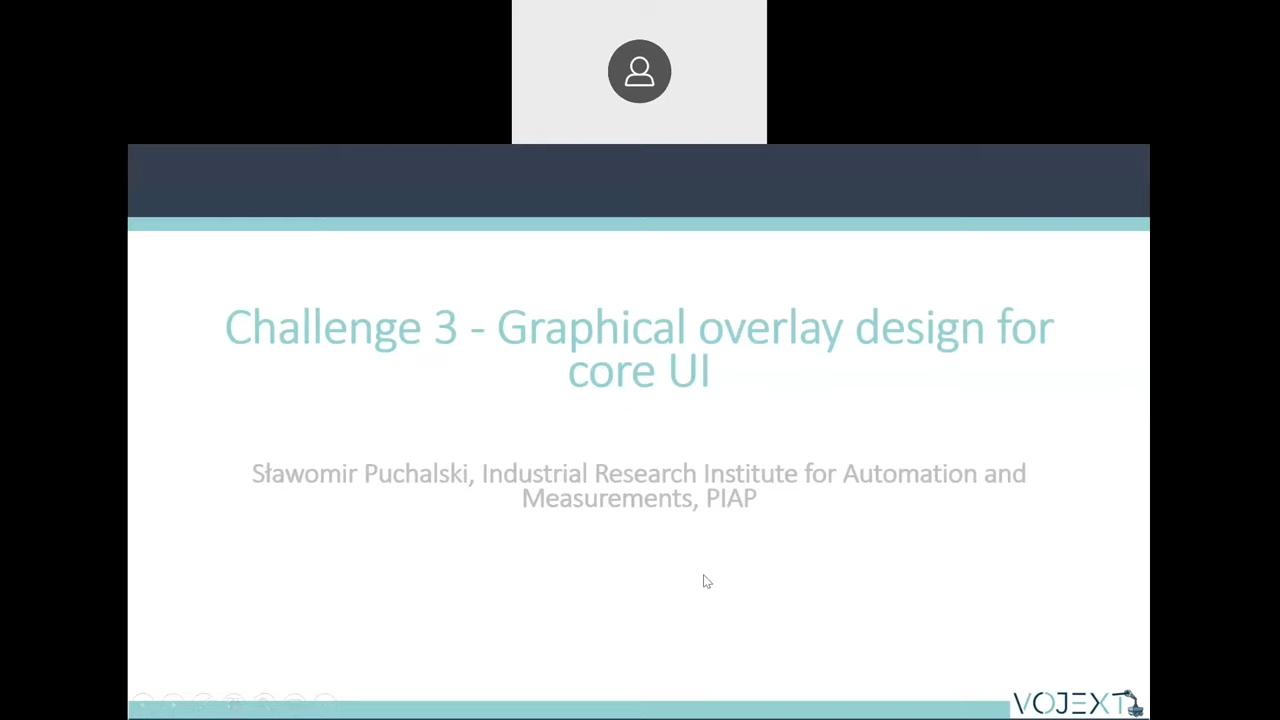 Challenge 3 - Graphical overlay design for
core UI
Sławomir Puchalski, Industrial Research Institute for Automation and
Measurements, PIAP
VOJEXT